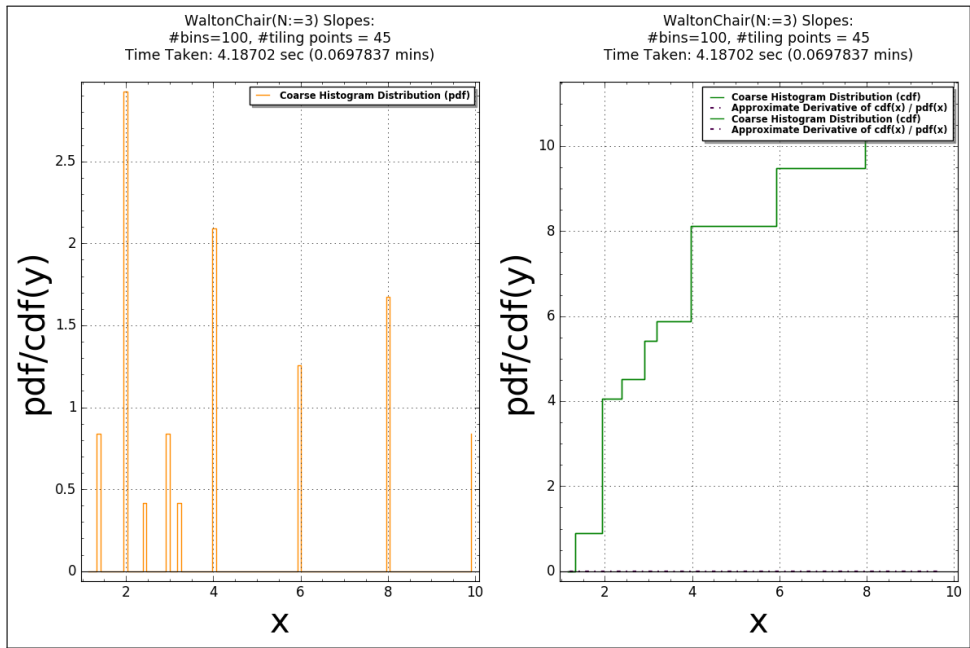 WaltonChair(N:=3) Slopes:
#bins=100, #tiling points = 45
Time Taken: 4.18702 sec (0.0697837 mins)
Coarse Histogram Distribution (pdf)
pdf/cdf(y)
2.5
2
1.5
1
0.5
0
2
4
6
8
10
x
WaltonChair(N:=3) Slopes:
#bins=100, #tiling points = 45
Time Taken: 4.18702 sec (0.0697837 mins)
Coarse Histogram Distribution (cdf)
Approximate Derivative of cdf(x) / pdf(x)
Coarse Histogram Distribution (cdf)
Approximate Derivative of cdf(x) / pdf(x)
pdf/cdf(y)
10
8
6
4
2
0
2
4
6
8
10
x